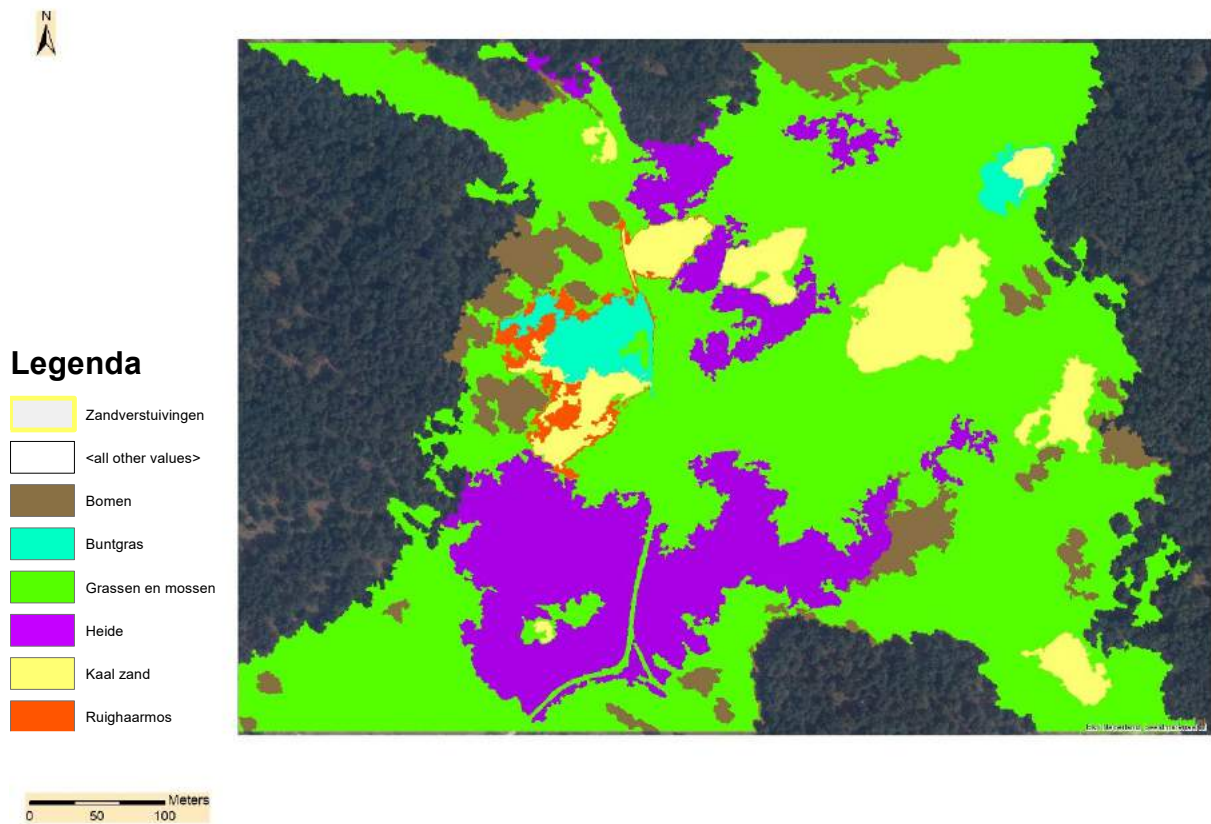 N
Legenda
Zandverstuivingen
<all other values>
Bomen
Buntgras
Grassen en mossen
Heide
Kaal zand
Ruighaarmos
Meters
0 50 100